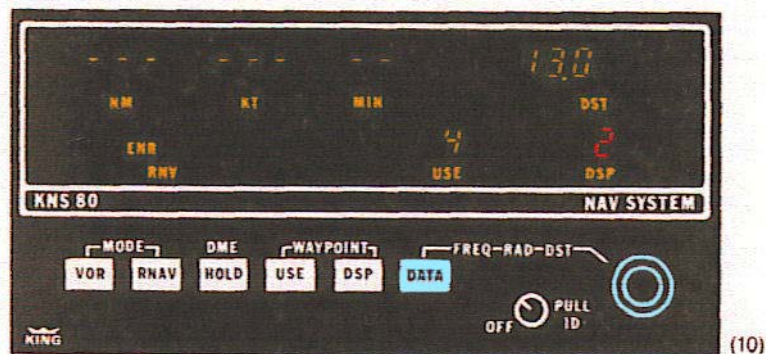 - - -  - - -  - -  13.0
NM KT MIN DST
ENR 4 2
RNV USE DSP
KNS 80 NAV SYSTEM
MODE DME WAYPOINT FREQ-RAD-DST
VOR RNAV HOLD USE DSP DATA
OFF PULL ID
KING
(10)